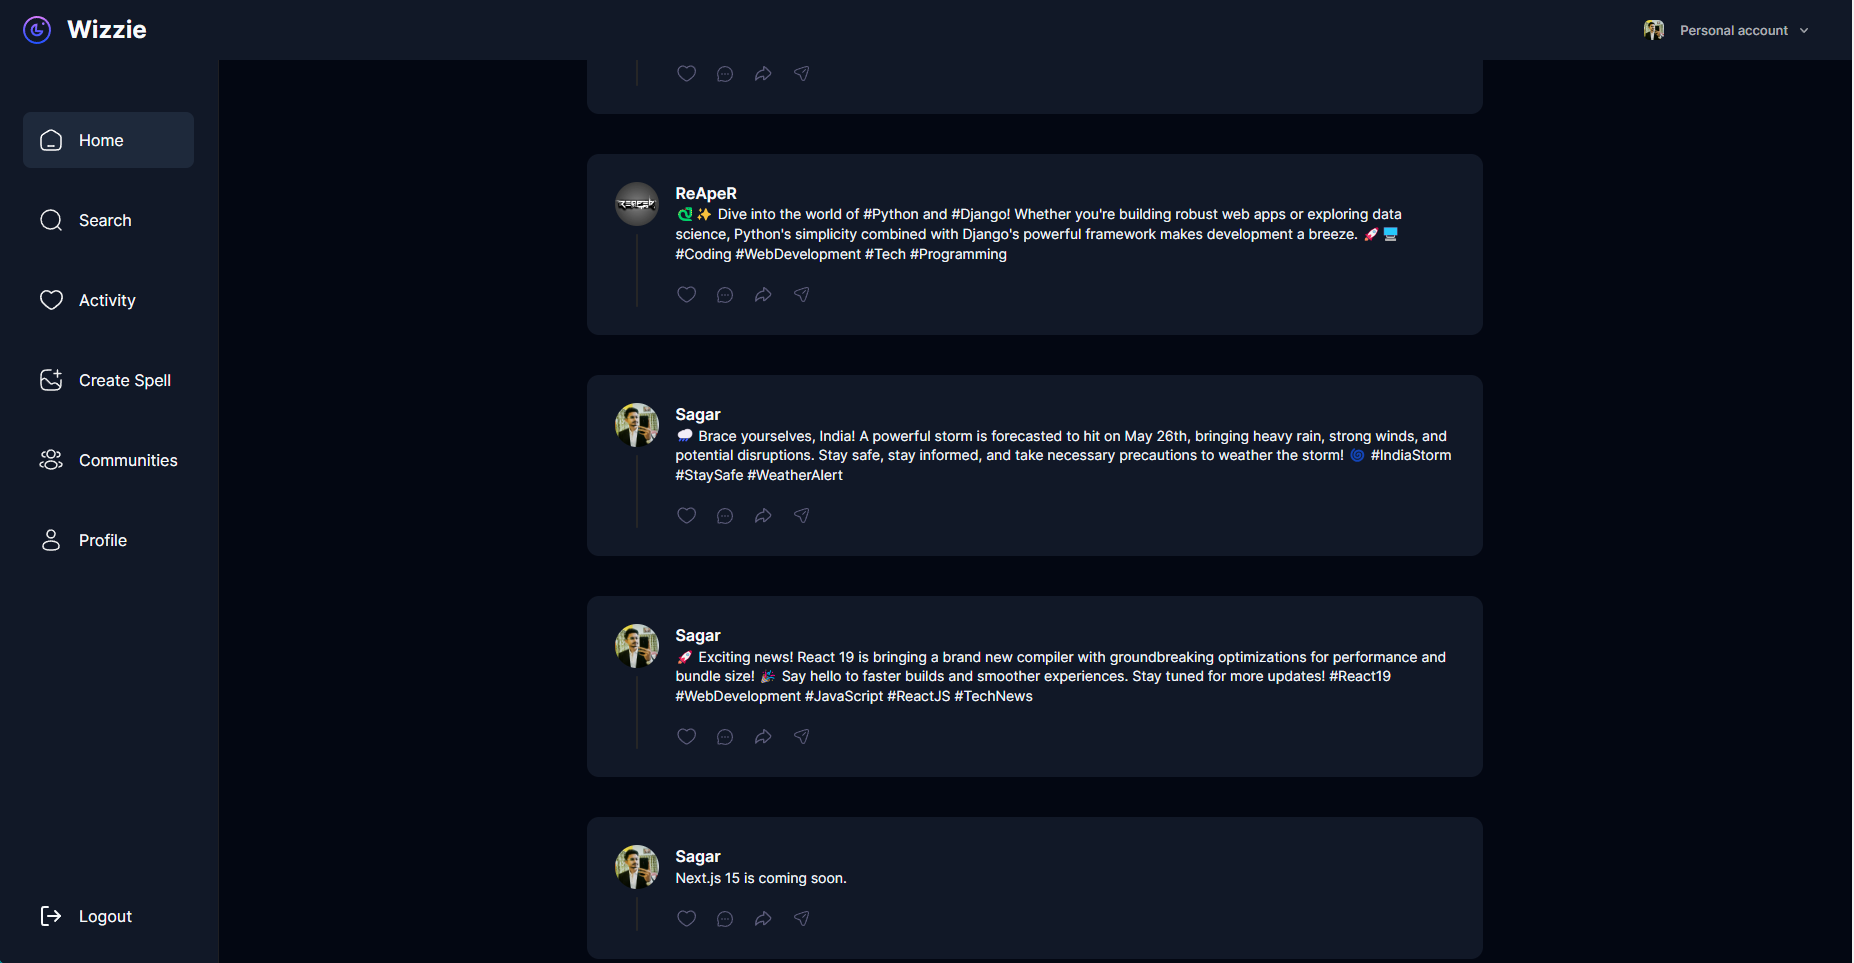 Wizzie
Personal account
Home
Search
Activity
Create Spell
Communities
Profile
Logout
ReApeR
🐉✨ Dive into the world of #Python and #Django! Whether you're building robust web apps or exploring data
science, Python's simplicity combined with Django's powerful framework makes development a breeze. 🚀💻
#Coding #WebDevelopment #Tech #Programming
Sagar
🌧️ Brace yourselves, India! A powerful storm is forecasted to hit on May 26th, bringing heavy rain, strong winds, and
potential disruptions. Stay safe, stay informed, and take necessary precautions to weather the storm! 🌀 #IndiaStorm
#StaySafe #WeatherAlert
Sagar
🚀 Exciting news! React 19 is bringing a brand new compiler with groundbreaking optimizations for performance and
bundle size! 🎉 Say hello to faster builds and smoother experiences. Stay tuned for more updates! #React19
#WebDevelopment #JavaScript #ReactJS #TechNews
Sagar
Next.js 15 is coming soon.